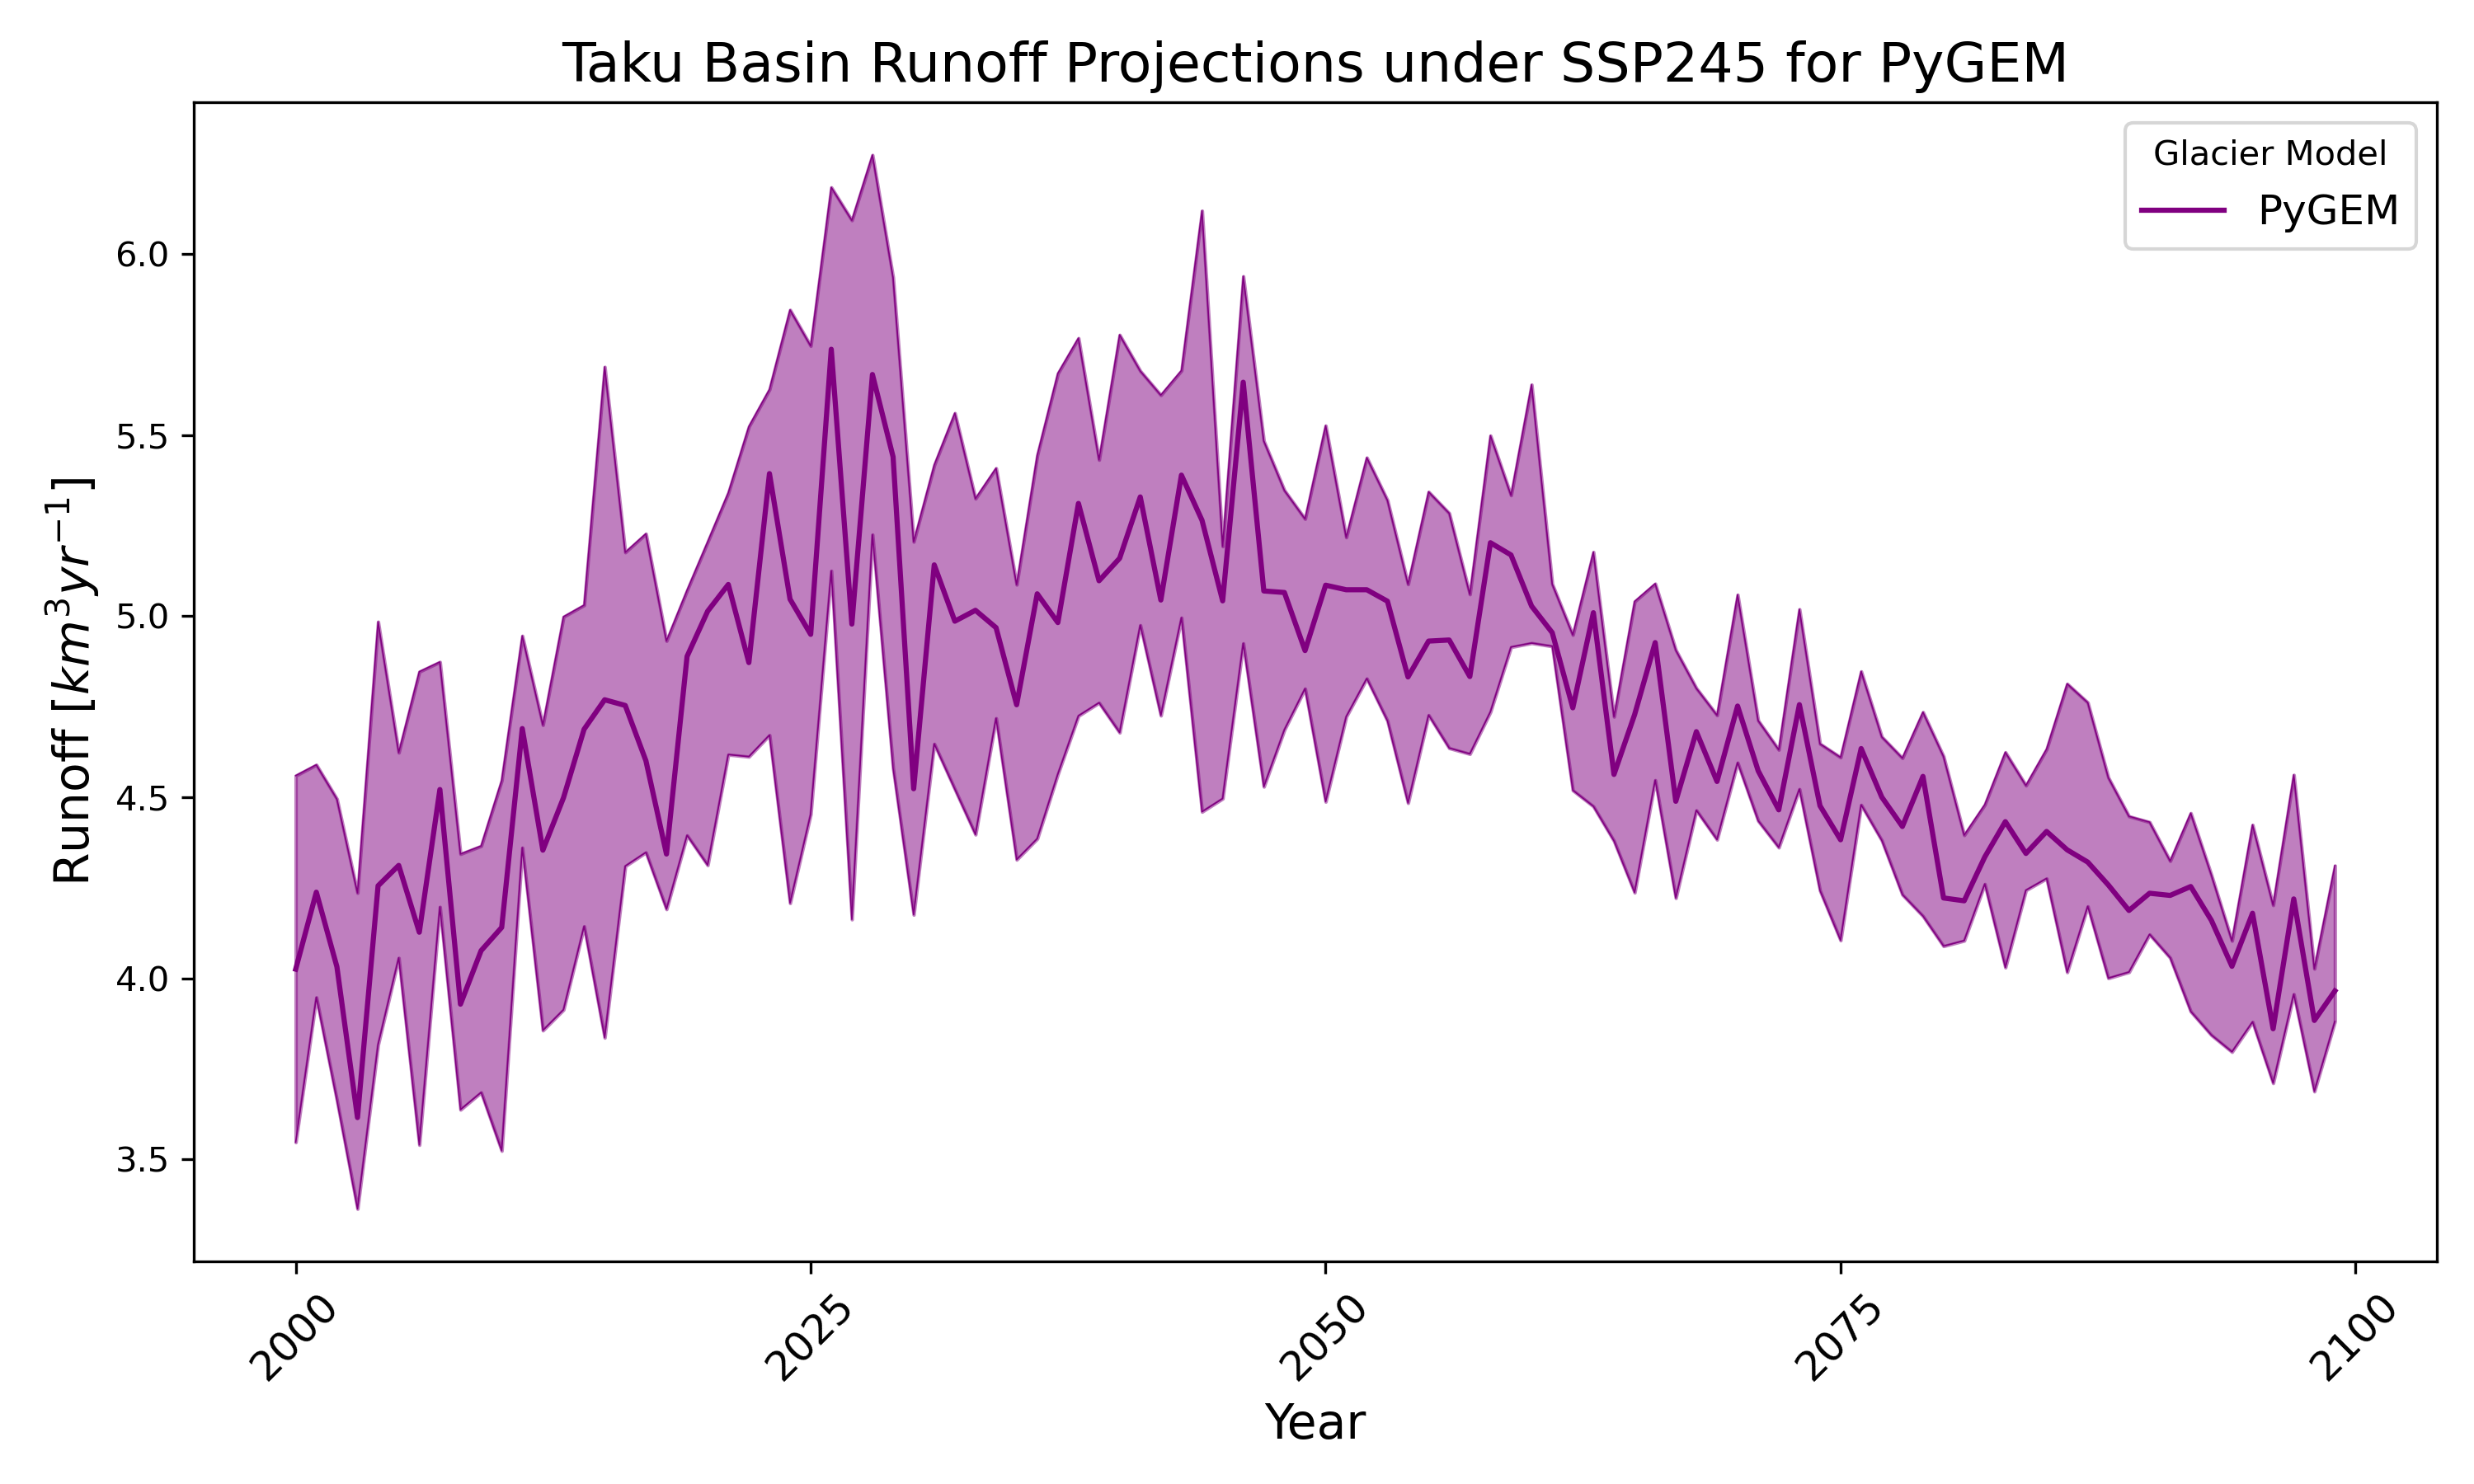 Taku Basin Runoff Projections under SSP245 for PyGEM
Glacier Model
PyGEM
6.0
5.5
5.0
4.5
4.0
3.5
Runoff [km³yr⁻¹]
2000
2025
2050
2075
2100
Year